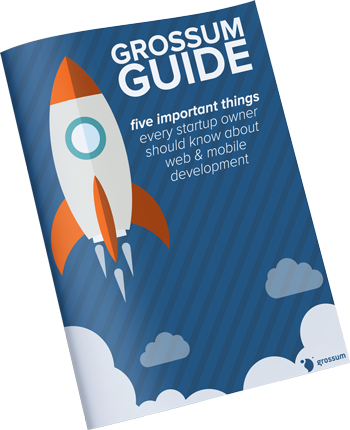 GROSSUM
GUIDE
five important things
every startup owner
should know about
web & mobile
development
grossum